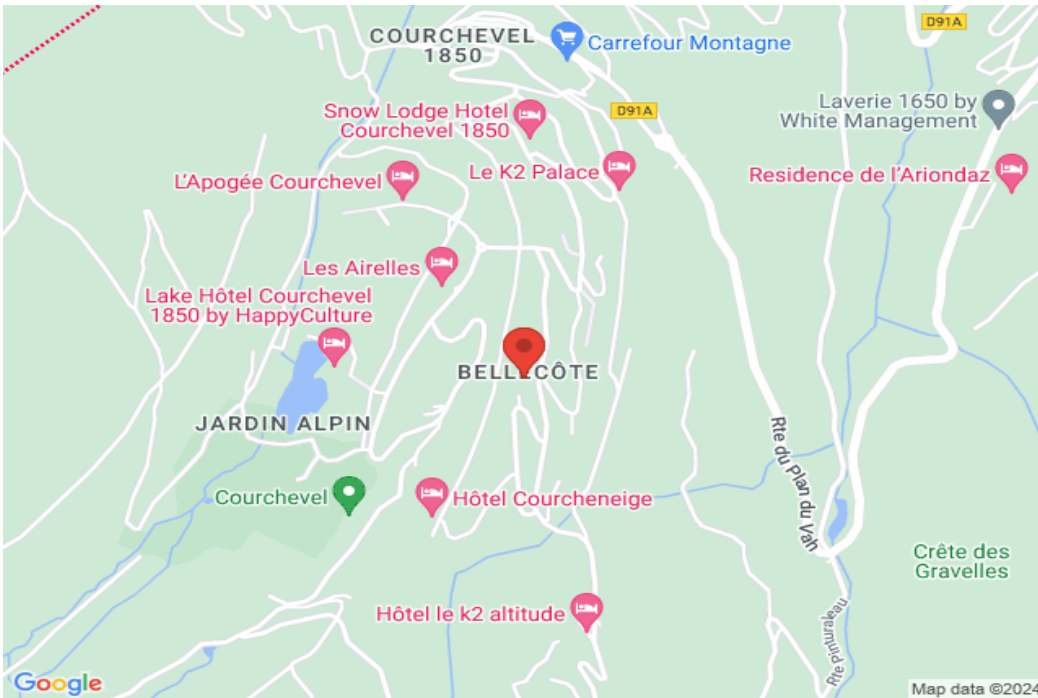 D91A
COURCHEVEL
1850
Carrefour Montagne
Laverie 1650 by
White Management
Snow Lodge Hotel
Courchevel 1850
D91A
L'Apogée Courchevel
Le K2 Palace
Residence de l'Ariondaz
Les Airelles
Lake Hôtel Courchevel
1850 by HappyCulture
BELLECÔTE
JARDIN ALPIN
Rte du Plan du Vah
Courchevel
Hôtel Courcheneige
Crête des
Gravelles
Hôtel le k2 altitude
Rte pinturaleau
Google
Map data ©2024